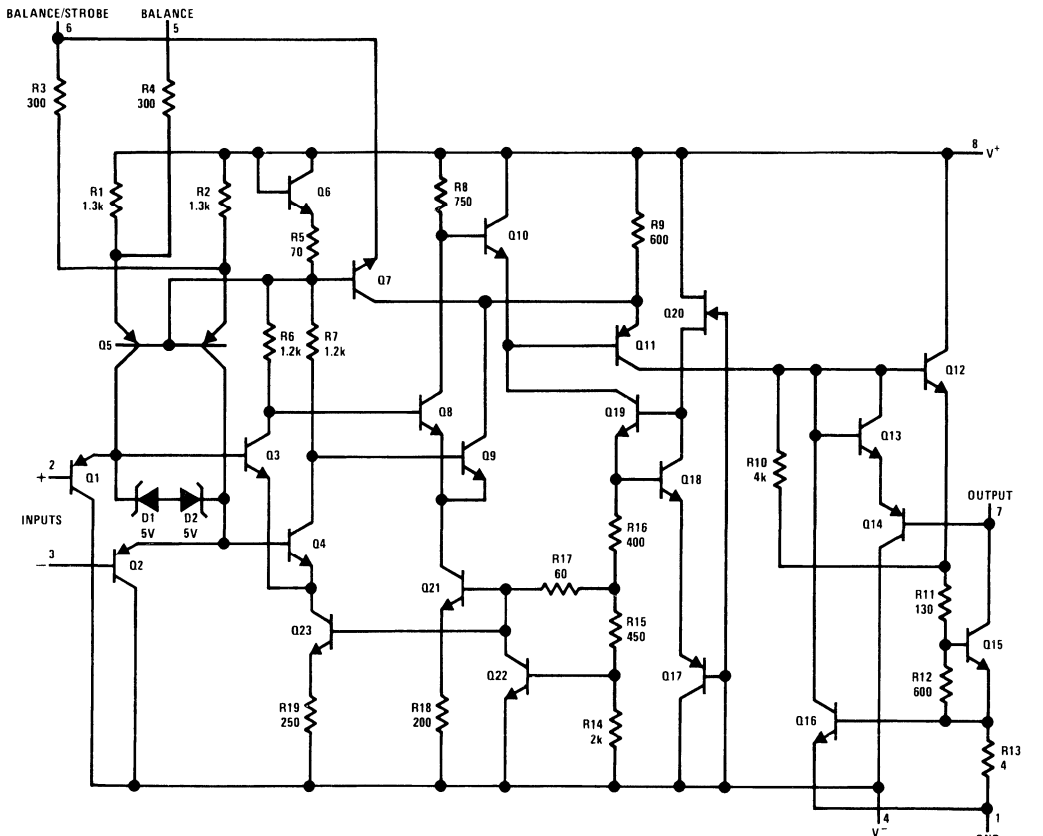 BALANCE/STROBE BALANCE
6 5
R3
300
R4
300
8 V+
R1
1.3k
R2
1.3k
Q6
R5
70
R8
750
Q10
R9
600
Q7
Q20
Q5
R6
1.2k
R7
1.2k
Q11
Q12
Q8
Q19
Q13
Q3
Q9
R10
4k
2
+
Q1
Q18
INPUTS
D1
5V
D2
5V
OUTPUT
7
Q14
R16
400
3
−
Q2
Q4
R17
60
Q21
R11
130
Q23
R15
450
Q15
Q22
Q17
R12
600
R19
250
R18
200
R14
2k
Q16
R13
4
4
V−
1